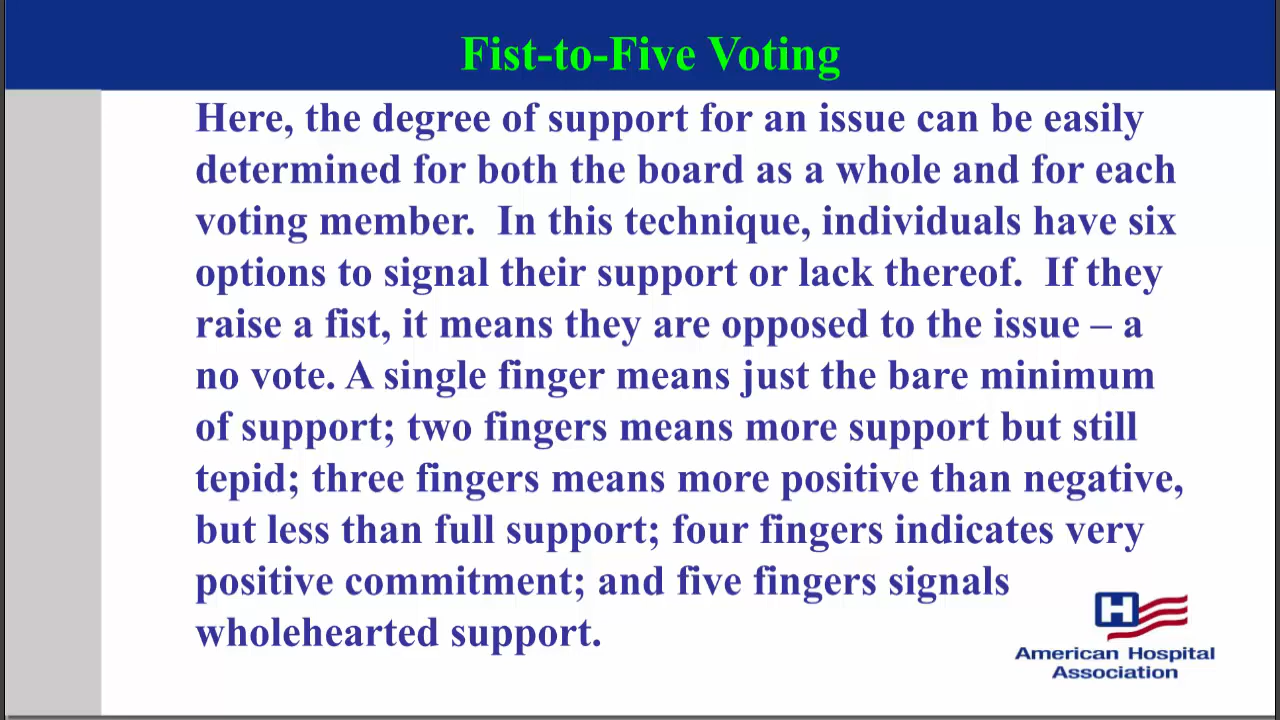 Fist-to-Five Voting
Here, the degree of support for an issue can be easily
determined for both the board as a whole and for each
voting member.  In this technique, individuals have six
options to signal their support or lack thereof.  If they
raise a fist, it means they are opposed to the issue – a
no vote. A single finger means just the bare minimum
of support; two fingers means more support but still
tepid; three fingers means more positive than negative,
but less than full support; four fingers indicates very
positive commitment; and five fingers signals
wholehearted support.
H
American Hospital
Association